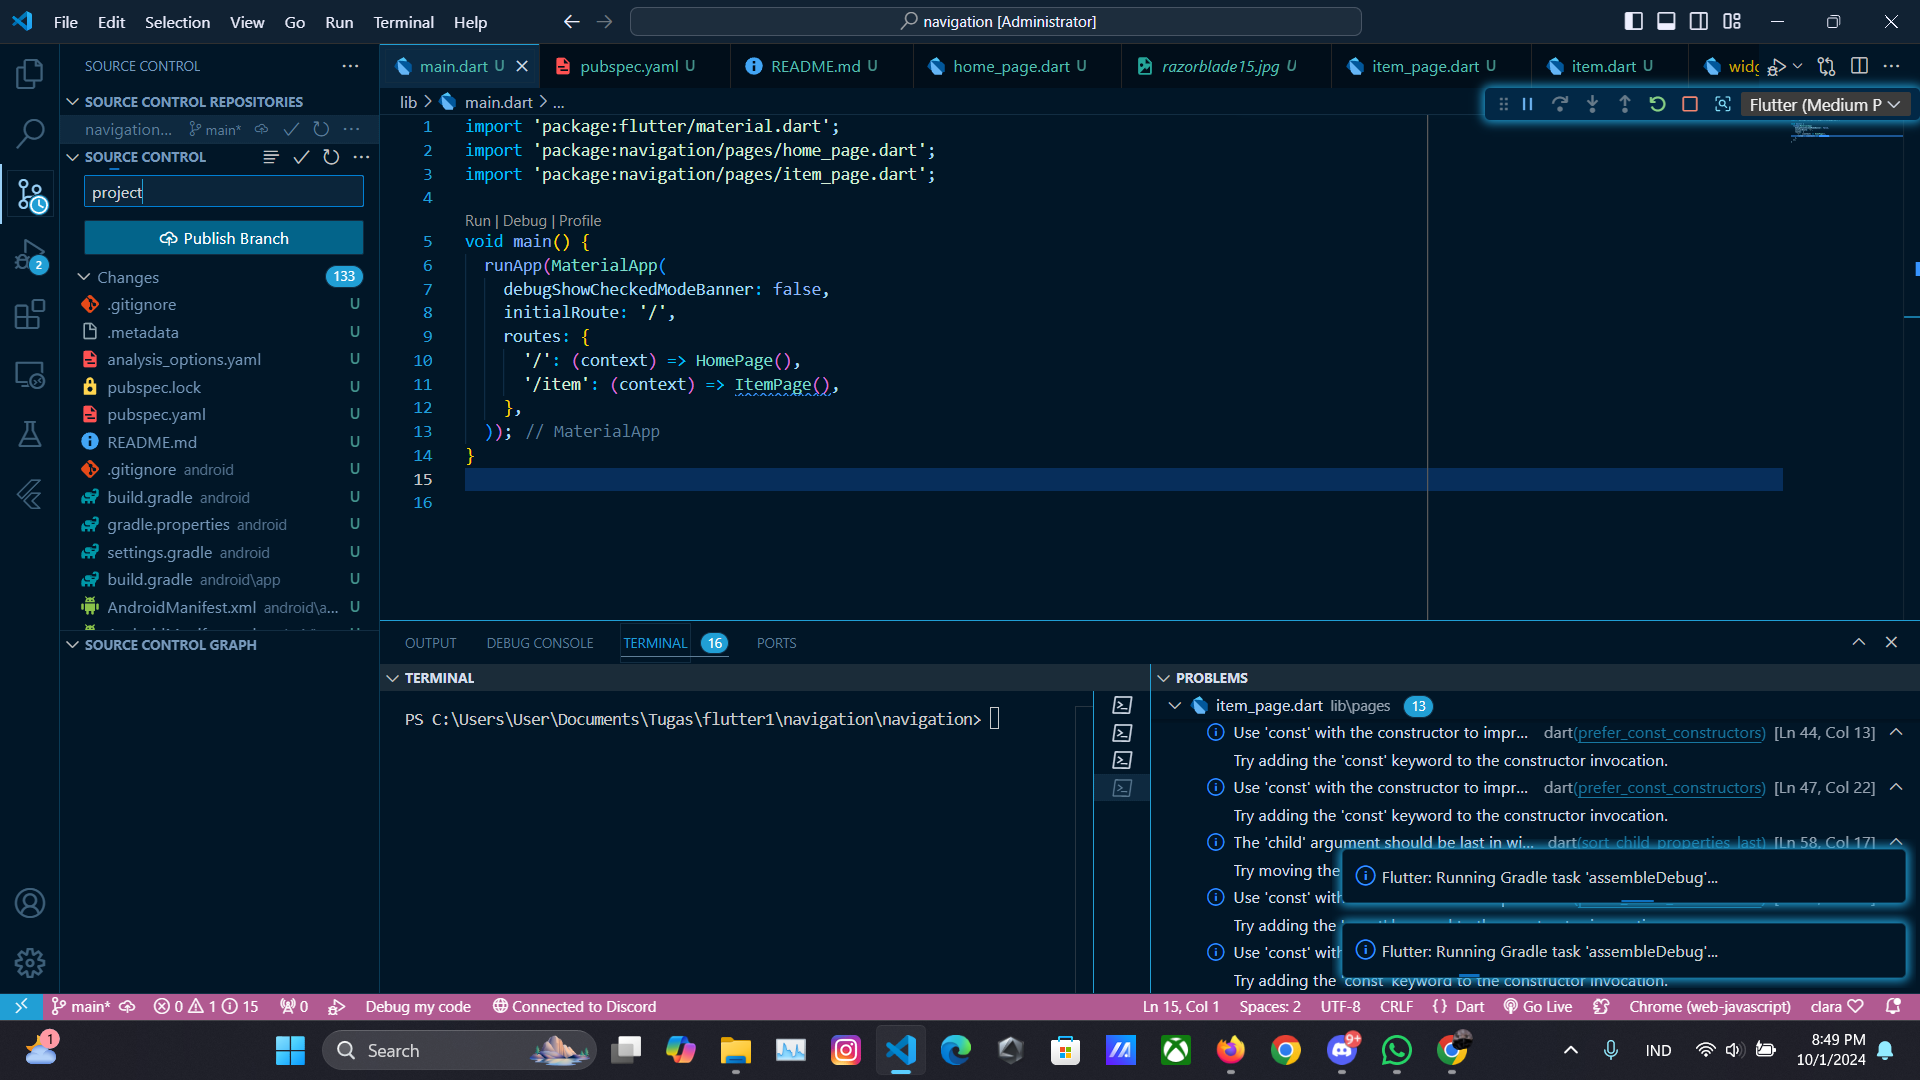 File Edit Selection View Go Run Terminal Help
navigation [Administrator]
SOURCE CONTROL
SOURCE CONTROL REPOSITORIES
navigation... main*
SOURCE CONTROL
project
Publish Branch
Changes 133
.gitignore U
.metadata U
analysis_options.yaml U
pubspec.lock U
pubspec.yaml U
README.md U
.gitignore android U
build.gradle android U
gradle.properties android U
settings.gradle android U
build.gradle android\app U
AndroidManifest.xml android\a... U
SOURCE CONTROL GRAPH
2
main.dart U pubspec.yaml U README.md U home_page.dart U razorblade15.jpg U item_page.dart U item.dart U
lib > main.dart > ...
Flutter (Medium P
1 import 'package:flutter/material.dart';
2 import 'package:navigation/pages/home_page.dart';
3 import 'package:navigation/pages/item_page.dart';
4
Run | Debug | Profile
5 void main() {
6 runApp(MaterialApp(
7 debugShowCheckedModeBanner: false,
8 initialRoute: '/',
9 routes: {
10 '/': (context) => HomePage(),
11 '/item': (context) => ItemPage(),
12 },
13 )); // MaterialApp
14 }
15
16
OUTPUT DEBUG CONSOLE TERMINAL 16 PORTS
TERMINAL
PS C:\Users\User\Documents\Tugas\flutter1\navigation\navigation>
PROBLEMS
item_page.dart lib\pages 13
Use 'const' with the constructor to impr... dart(prefer_const_constructors) [Ln 44, Col 13]
Try adding the 'const' keyword to the constructor invocation.
Use 'const' with the constructor to impr... dart(prefer_const_constructors) [Ln 47, Col 22]
Try adding the 'const' keyword to the constructor invocation.
The 'child' argument should be last in wi... dart(sort_child_properties_last) [Ln 58, Col 17]
Try moving the
Flutter: Running Gradle task 'assembleDebug'...
Use 'const' with
Try adding the
Use 'const' with
Flutter: Running Gradle task 'assembleDebug'...
Try adding the 'const' keyword to the constructor invocation.
main* 0 1 15 0 Debug my code Connected to Discord
Ln 15, Col 1 Spaces: 2 UTF-8 CRLF {} Dart Go Live Chrome (web-javascript) clara
1
Search
9+
IND
8:49 PM
10/1/2024